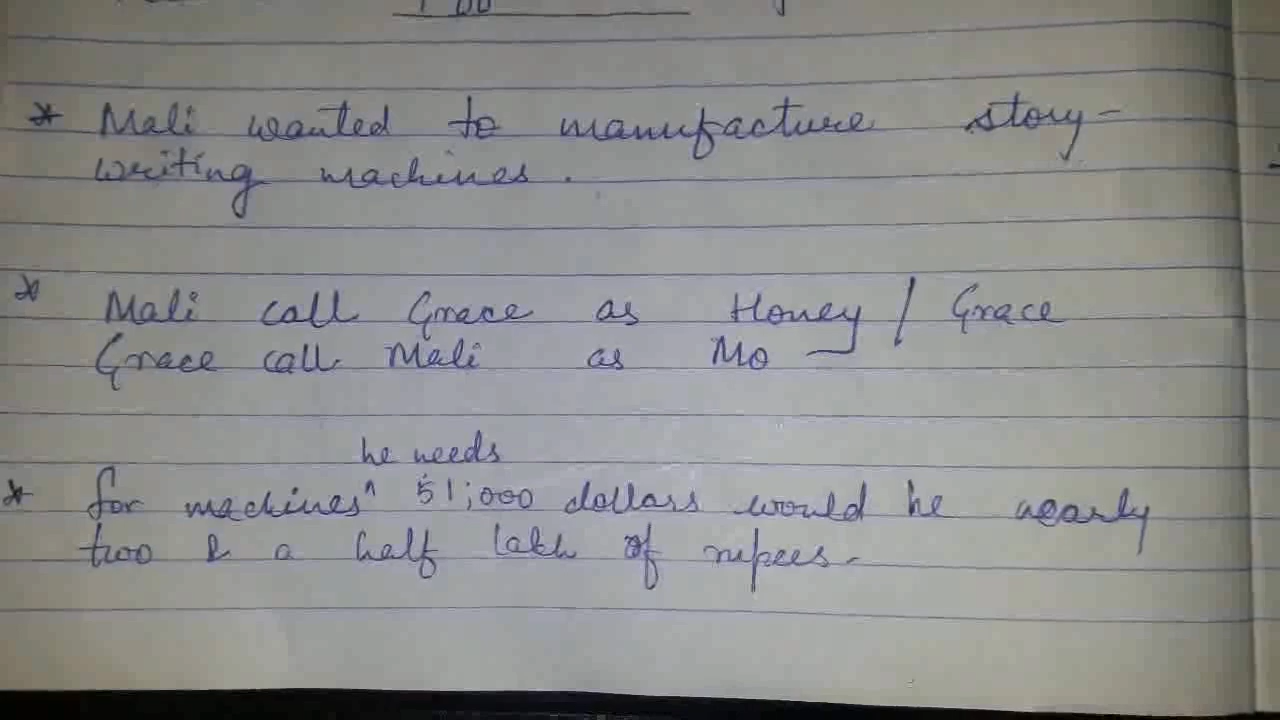 * Mali wanted to manufacture story-
writing machines.
* Mali call Grace as Honey / Grace
Grace call Mali as Mo
he needs
* for machines ^ 51,000 dollars would be nearly
two & a half lakh of rupees.